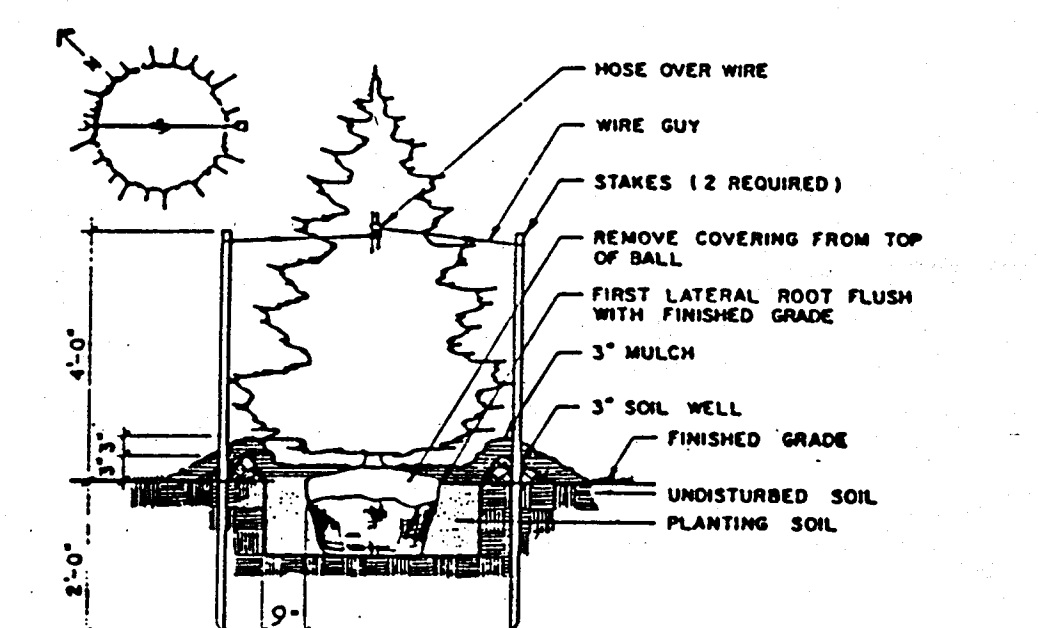 N
HOSE OVER WIRE
WIRE GUY
STAKES (2 REQUIRED)
REMOVE COVERING FROM TOP
OF BALL
FIRST LATERAL ROOT FLUSH
WITH FINISHED GRADE
3" MULCH
3" SOIL WELL
FINISHED GRADE
UNDISTURBED SOIL
PLANTING SOIL
4'-0"
3" 3"
2'-0"
9"